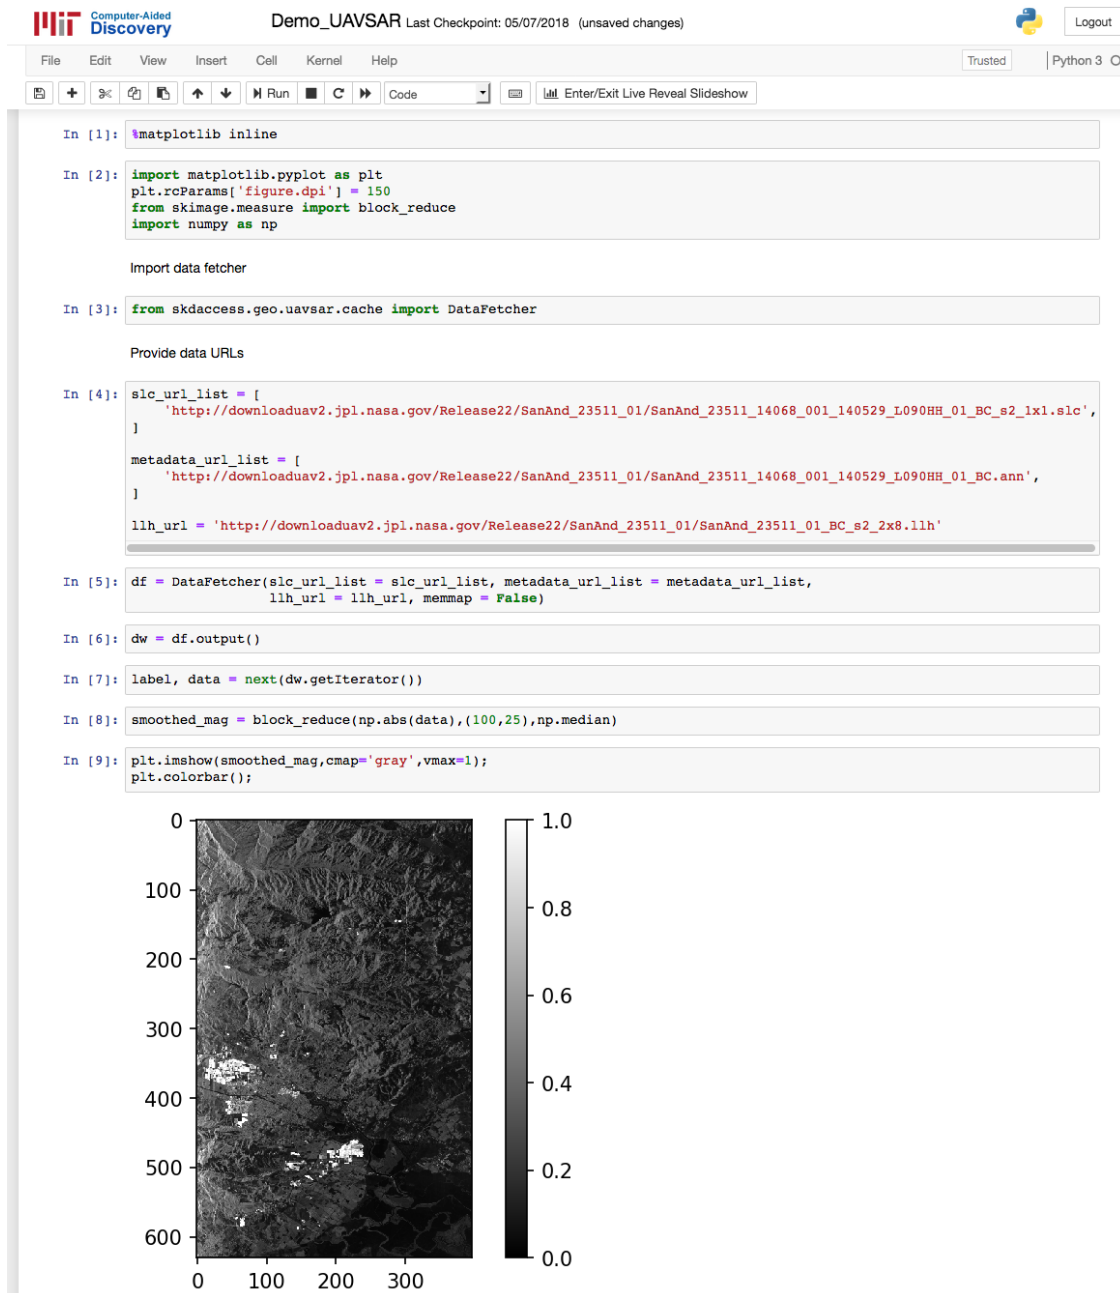 MIT Computer-Aided Discovery
Demo_UAVSAR Last Checkpoint: 05/07/2018 (unsaved changes)
Logout
File Edit View Insert Cell Kernel Help
Trusted
Python 3
Run
Code
Enter/Exit Live Reveal Slideshow
In [1]: %matplotlib inline
In [2]: import matplotlib.pyplot as plt
plt.rcParams['figure.dpi'] = 150
from skimage.measure import block_reduce
import numpy as np
Import data fetcher
In [3]: from skdaccess.geo.uavsar.cache import DataFetcher
Provide data URLs
In [4]: slc_url_list = [
'http://downloaduav2.jpl.nasa.gov/Release22/SanAnd_23511_01/SanAnd_23511_14068_001_140529_L090HH_01_BC_s2_1x1.slc',
]
metadata_url_list = [
'http://downloaduav2.jpl.nasa.gov/Release22/SanAnd_23511_01/SanAnd_23511_14068_001_140529_L090HH_01_BC.ann',
]
llh_url = 'http://downloaduav2.jpl.nasa.gov/Release22/SanAnd_23511_01/SanAnd_23511_01_BC_s2_2x8.llh'
In [5]: df = DataFetcher(slc_url_list = slc_url_list, metadata_url_list = metadata_url_list,
llh_url = llh_url, memmap = False)
In [6]: dw = df.output()
In [7]: label, data = next(dw.getIterator())
In [8]: smoothed_mag = block_reduce(np.abs(data),(100,25),np.median)
In [9]: plt.imshow(smoothed_mag,cmap='gray',vmax=1);
plt.colorbar();
0
100
200
300
400
500
600
0 100 200 300
1.0
0.8
0.6
0.4
0.2
0.0